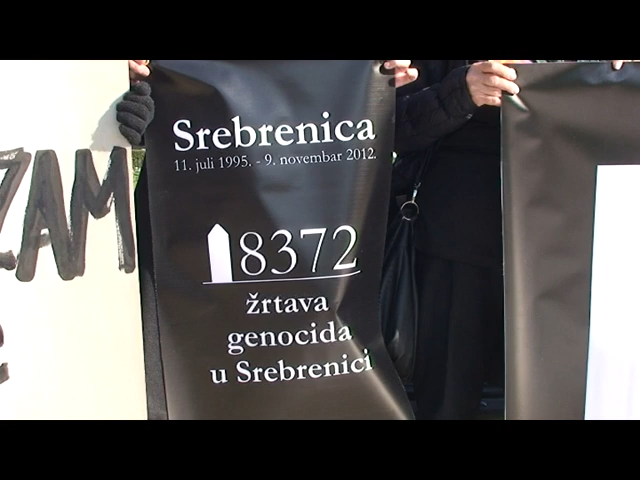 ZAM
Srebrenica
11. juli 1995. - 9. novembar 2012.
8372
žrtava
genocida
u Srebrenici